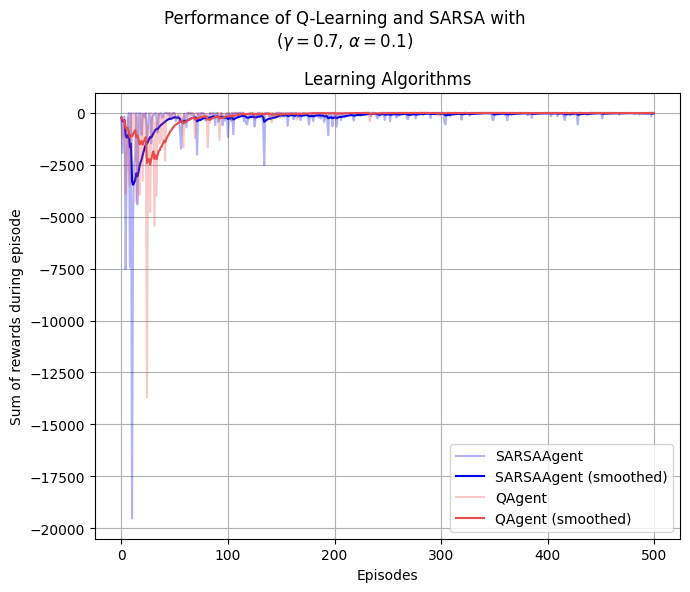 Performance of Q-Learning and SARSA with
(γ = 0.7, α = 0.1)
Learning Algorithms
Sum of rewards during episode
0
−2500
−5000
−7500
−10000
−12500
−15000
−17500
−20000
SARSAAgent
SARSAAgent (smoothed)
QAgent
QAgent (smoothed)
0 100 200 300 400 500
Episodes